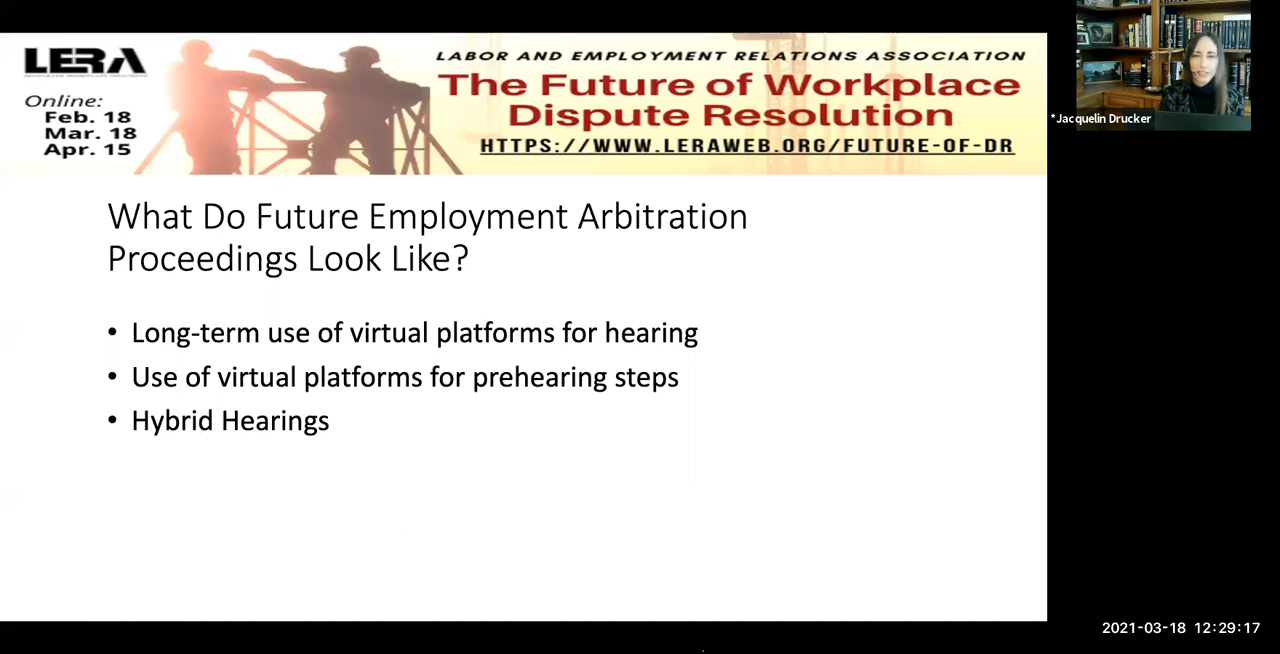 LERA
LABOR AND EMPLOYMENT RELATIONS ASSOCIATION
The Future of Workplace
Dispute Resolution
HTTPS://WWW.LERAWEB.ORG/FUTURE-OF-DR
Online:
Feb. 18
Mar. 18
Apr. 15
*Jacquelin Drucker
What Do Future Employment Arbitration
Proceedings Look Like?
• Long-term use of virtual platforms for hearing
• Use of virtual platforms for prehearing steps
• Hybrid Hearings
2021-03-18 12:29:17